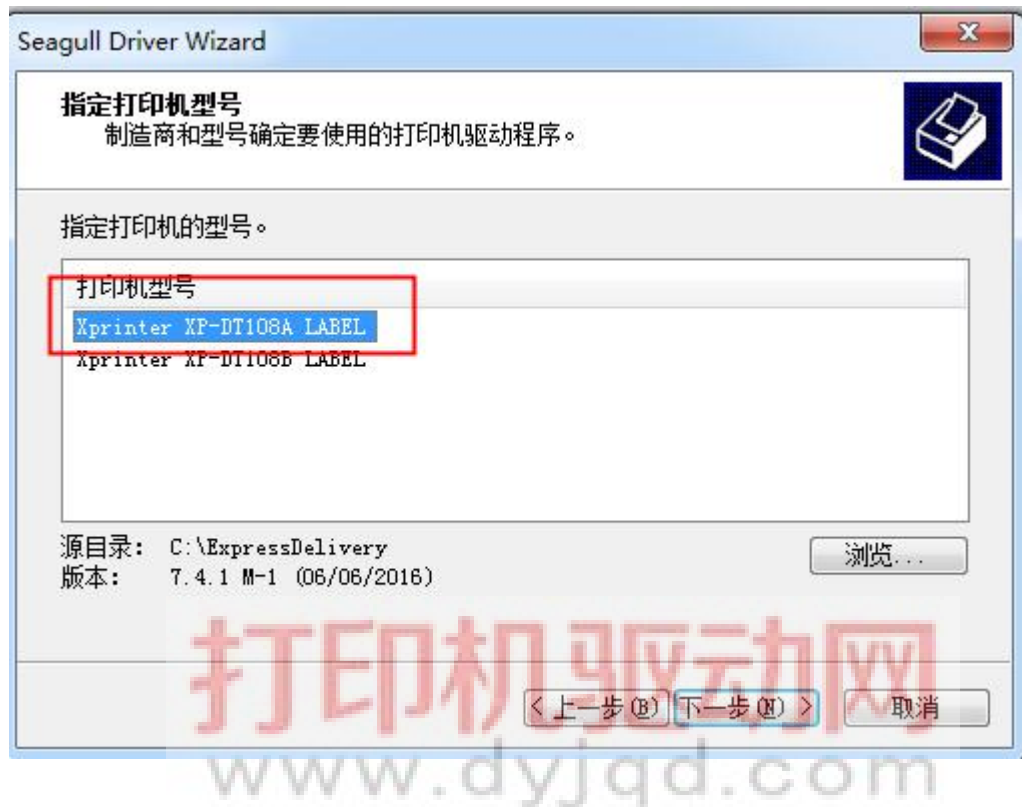 Seagull Driver Wizard
指定打印机型号
制造商和型号确定要使用的打印机驱动程序。
指定打印机的型号。
打印机型号
Xprinter XP-DT108A LABEL
Xprinter XP-DT108B LABEL
源目录: C:\ExpressDelivery
浏览...
版本: 7.4.1 M-1 (06/06/2016)
打印机驱动网
< 上一步(B) 下一步(N) > 取消
www.dyjqd.com